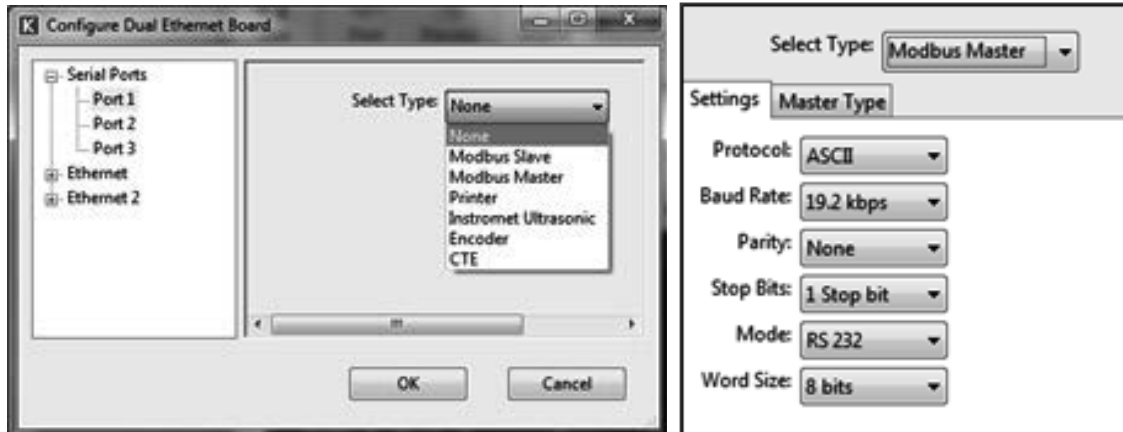 Configure Dual Ethernet Board
Serial Ports
Port 1
Port 2
Port 3
Ethernet
Ethernet 2
Select Type: None
None
Modbus Slave
Modbus Master
Printer
Instromet Ultrasonic
Encoder
CTE
OK
Cancel
Select Type: Modbus Master
Settings
Master Type
Protocol: ASCII
Baud Rate: 19.2 kbps
Parity: None
Stop Bits: 1 Stop bit
Mode: RS 232
Word Size: 8 bits